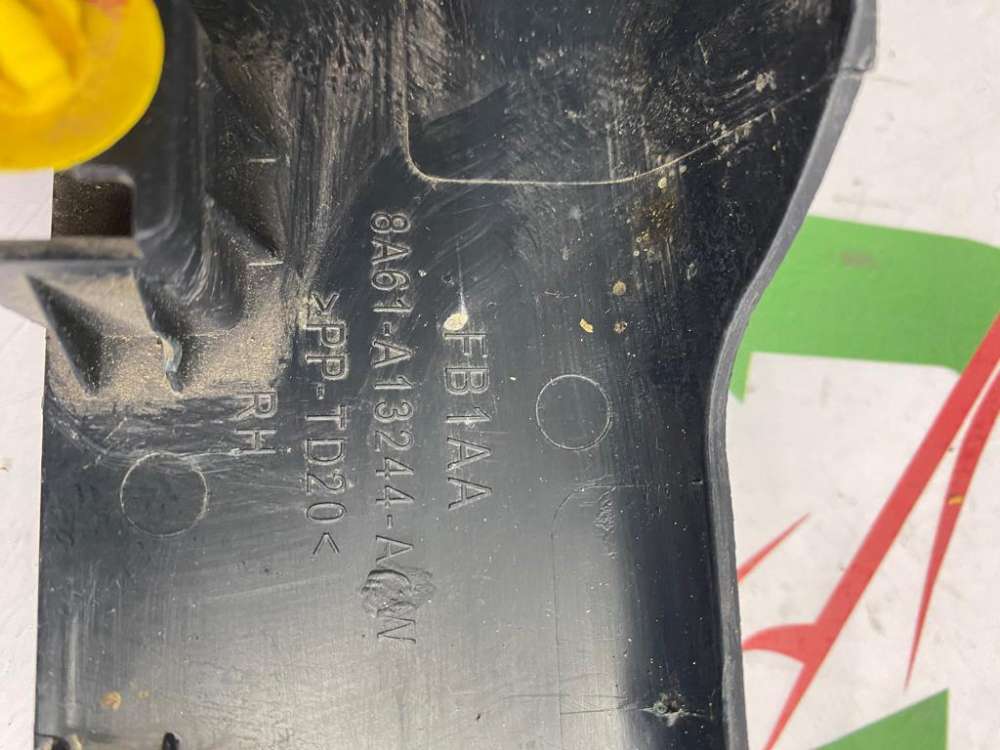 FB1AA
8A61-A13244-A W
>PP-TD20<
RH